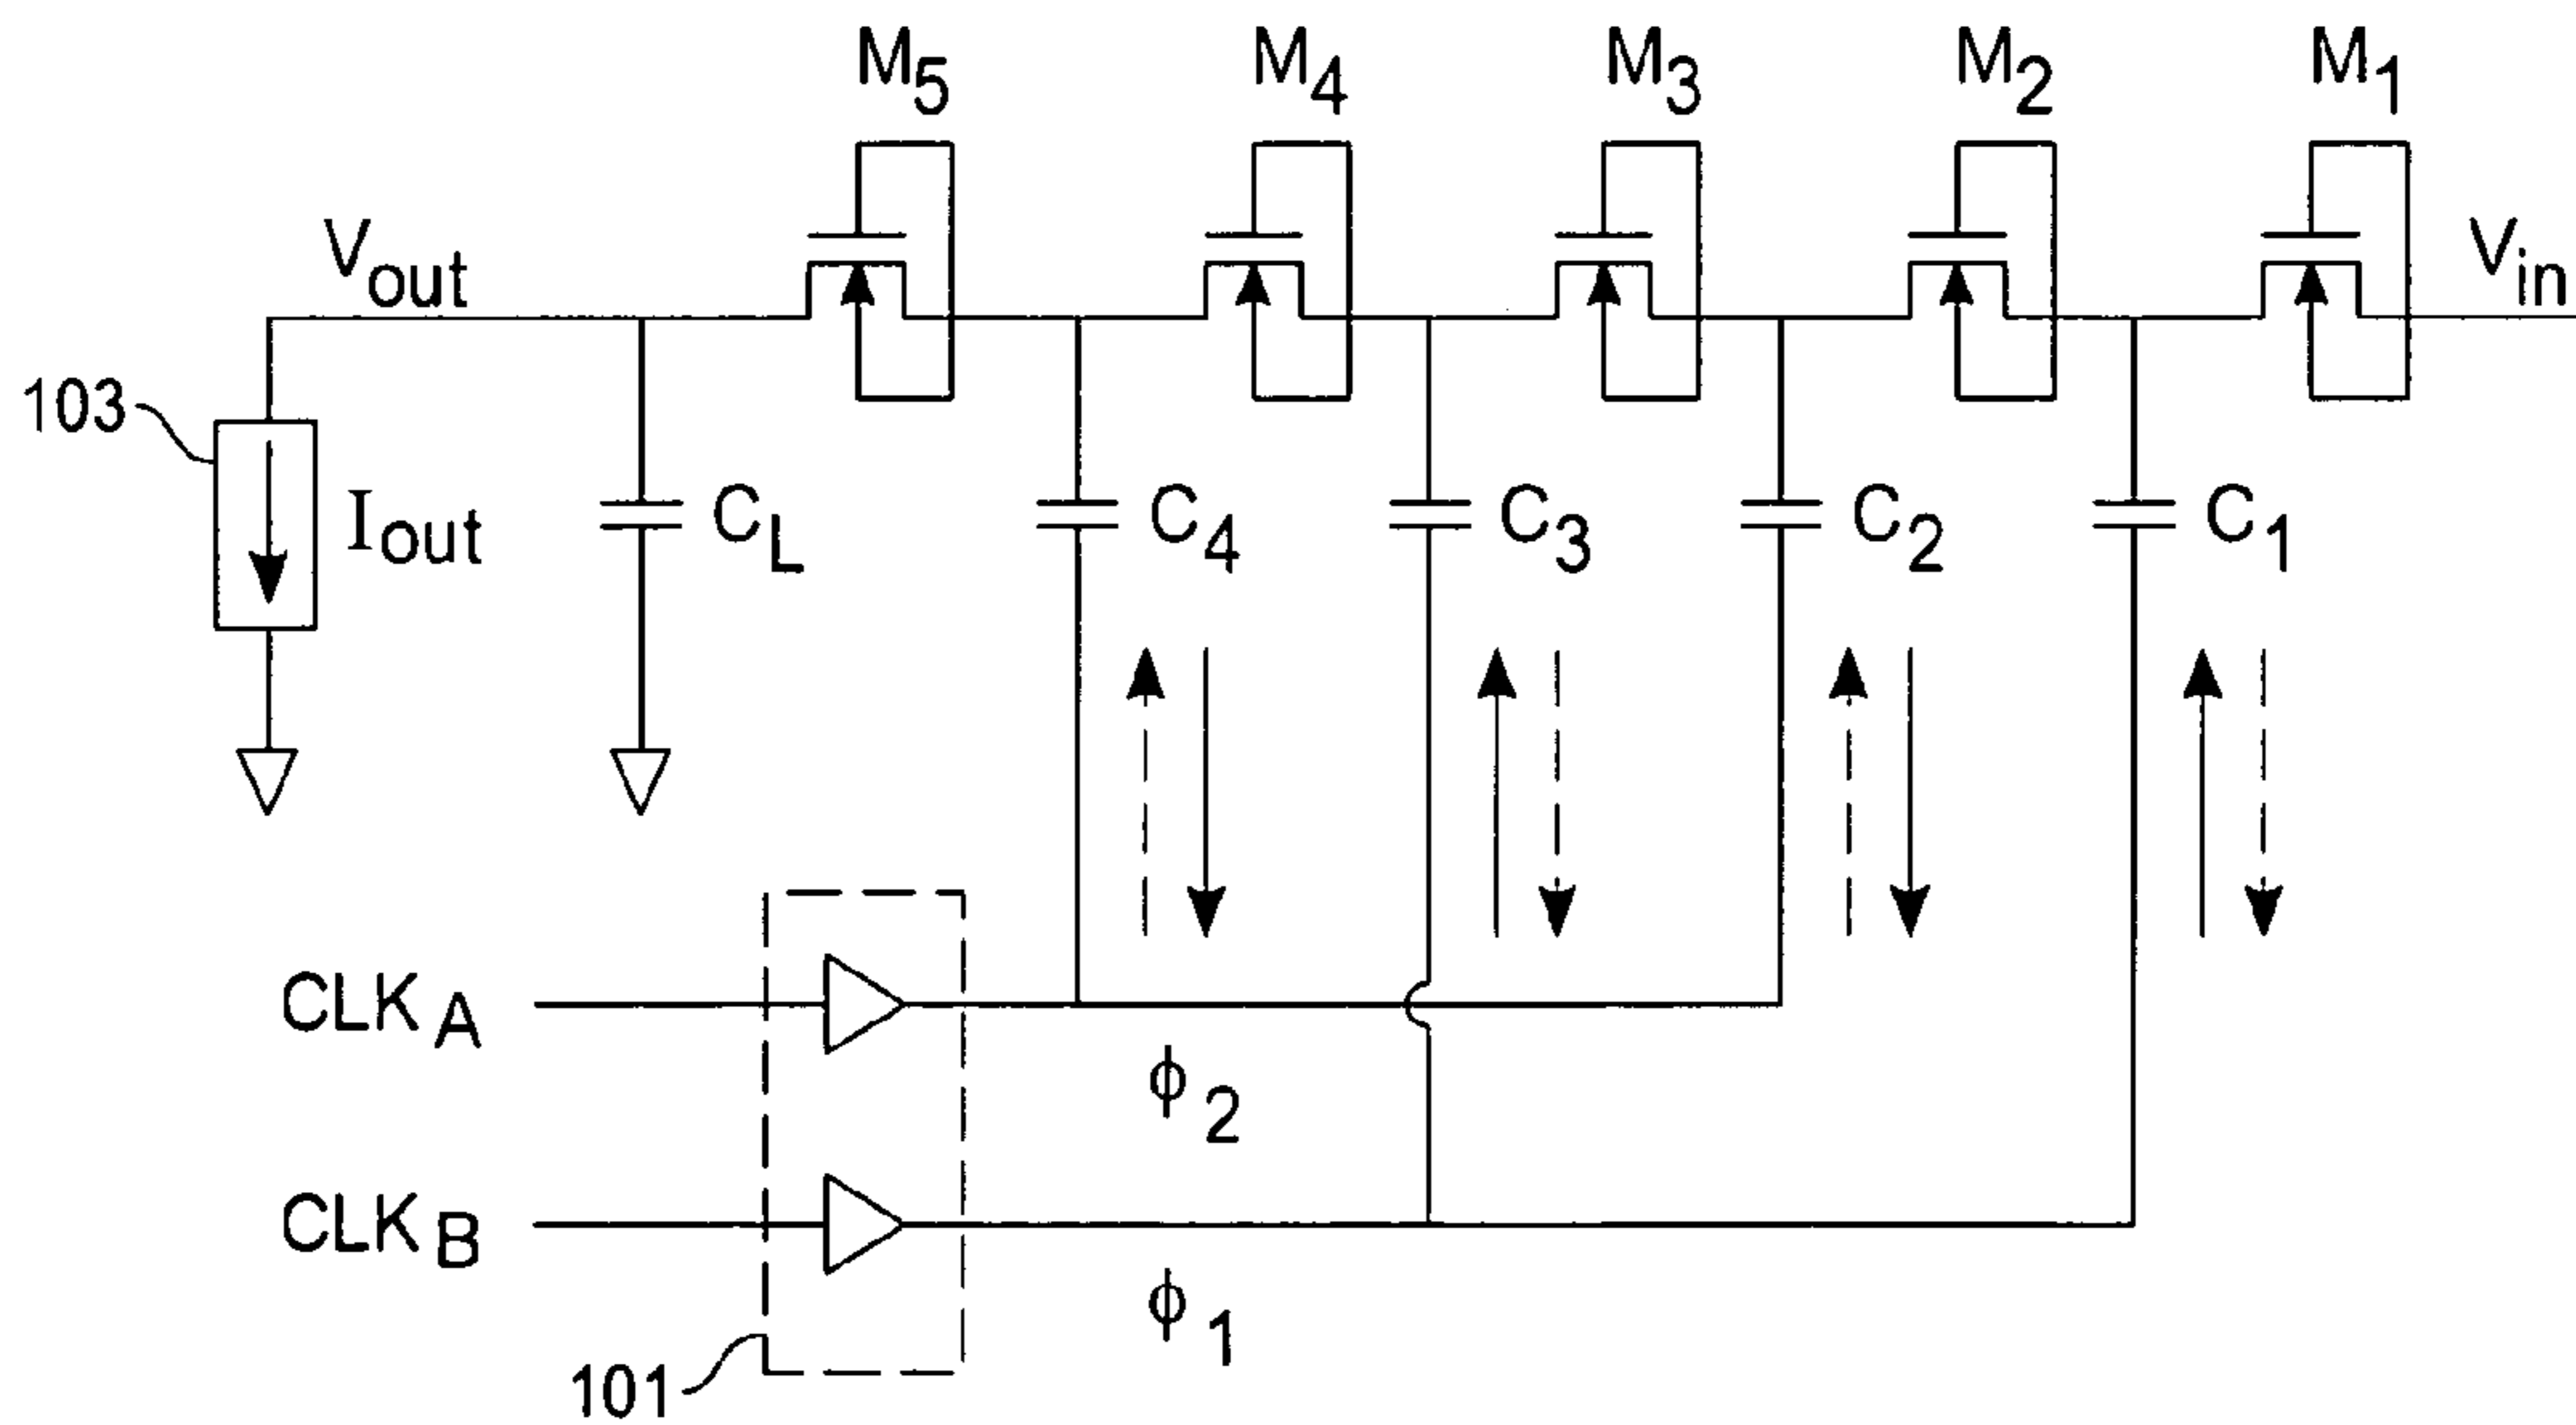 M5 M4 M3 M2 M1
Vout Vin
103
Iout CL C4 C3 C2 C1
CLKA
ϕ2
CLKB
ϕ1
101